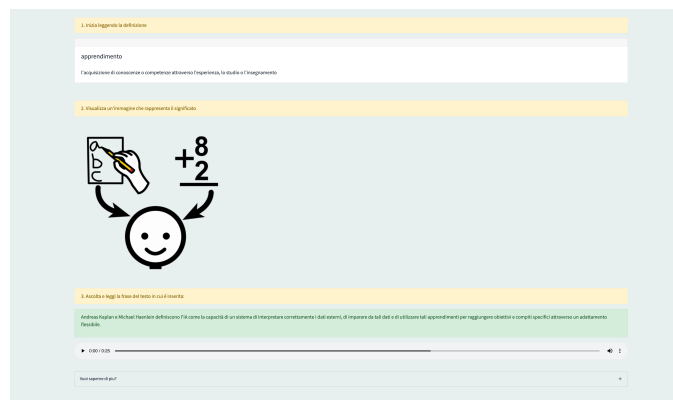 1. Inizia leggendo la definizione
apprendimento
l'acquisizione di conoscenze o competenze attraverso l'esperienza, lo studio o l'insegnamento
2. Visualizza un'immagine che rappresenta il significato
a
b
c
+8
2
3. Ascolta e leggi la frase del testo in cui è inserita:
Andreas Kaplan e Michael Haenlein definiscono l'IA come la capacità di un sistema di interpretare correttamente i dati esterni, di imparare da tali dati e di utilizzare tali apprendimenti per raggiungere obiettivi e compiti specifici attraverso un adattamento
flessibile.
0:00 / 0:25
Vuoi saperne di più? +